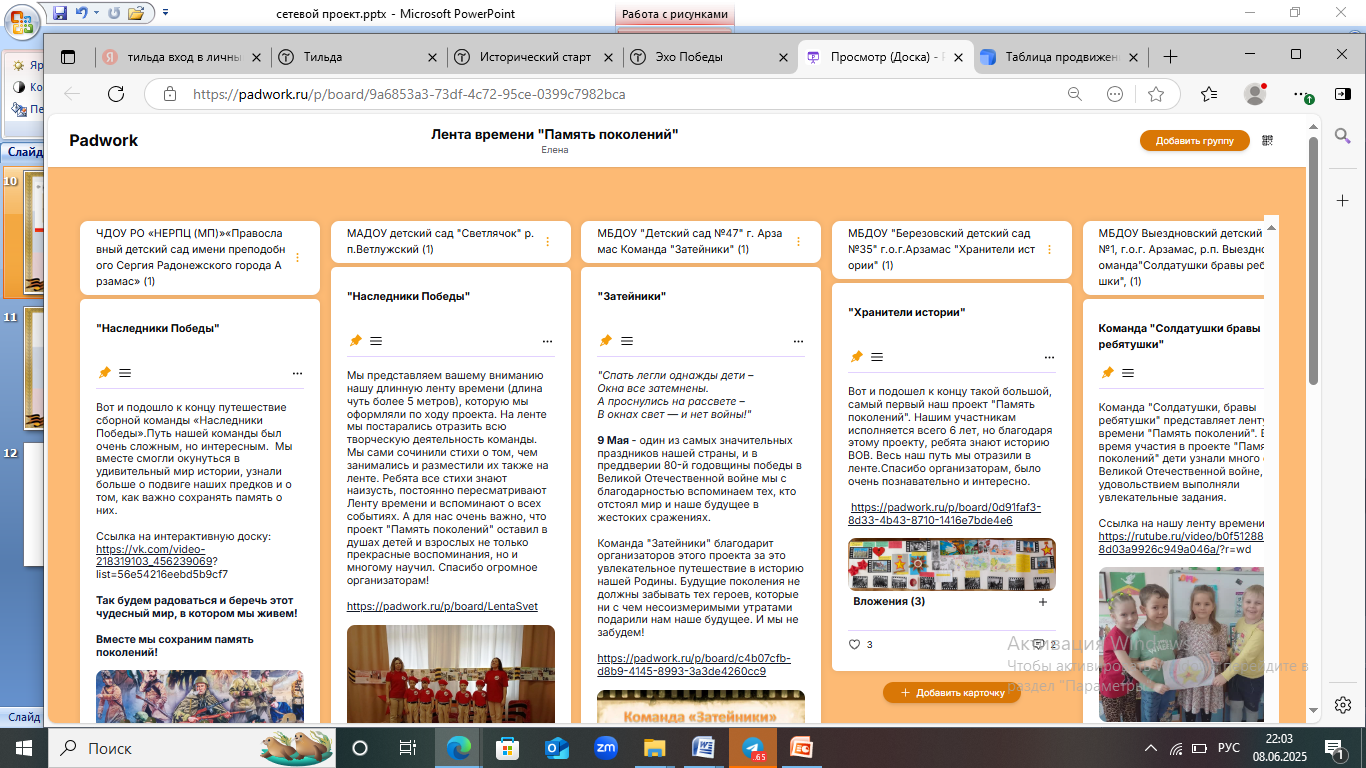 сетевой проект.pptx - Microsoft PowerPoint
Работа с рисунками
тильда вход в личны
Тильда
Исторический старт
Эхо Победы
Просмотр (Доска) -
Таблица продвижен
https://padwork.ru/p/board/9a6853a3-73df-4c72-95ce-0399c7982bca
Яр
Ко
Пе
Слайд
10
11
12
Слайд
Padwork
Лента времени "Память поколений"
Елена
Добавить группу
ЧДОУ РО «НЕРПЦ (МП)»«Правосла
вный детский сад имени преподобн
ого Сергия Радонежского города А
рзамас» (1)
"Наследники Победы"
Вот и подошло к концу путешествие
сборной команды «Наследники
Победы».Путь нашей команды был
очень сложным, но интересным.  Мы
вместе смогли окунуться в
удивительный мир истории, узнали
больше о подвиге наших предков и о
том, как важно сохранять память о
них.
Ссылка на интерактивную доску:
https://vk.com/video-
218319103_456239069?
list=56e54216eebd5b9cf7
Так будем радоваться и беречь этот
чудесный мир, в котором мы живем!
Вместе мы сохраним память
поколений!
МАДОУ детский сад "Светлячок" р.
п.Ветлужский (1)
"Наследники Победы"
Мы представляем вашему вниманию
нашу длинную ленту времени (длина
чуть более 5 метров), которую мы
оформляли по ходу проекта. На ленте
мы постарались отразить всю
творческую деятельность команды.
Мы сами сочинили стихи о том, чем
занимались и разместили их также на
ленте. Ребята все стихи знают
наизусть, постоянно пересматривают
Ленту времени и вспоминают о всех
событиях. А для нас очень важно, что
проект "Память поколений" оставил в
душах детей и взрослых не только
прекрасные воспоминания, но и
многому научил. Спасибо огромное
организаторам!
https://padwork.ru/p/board/LentaSvet
МБДОУ "Детский сад №47" г. Арза
мас Команда "Затейники" (1)
"Затейники"
"Спать легли однажды дети –
Окна все затемнены.
А проснулись на рассвете –
В окнах свет — и нет войны!"
9 Мая - один из самых значительных
праздников нашей страны, и в
преддверии 80-й годовщины победы в
Великой Отечественной войне мы с
благодарностью вспоминаем тех, кто
отстоял мир и наше будущее в
жестоких сражениях.
Команда "Затейники" благодарит
организаторов этого проекта за это
увлекательное путешествие в историю
нашей Родины. Будущие поколения не
должны забывать тех героев, которые
ни с чем несоизмеримыми утратами
подарили нам наше будущее. И мы не
забудем!
https://padwork.ru/p/board/c4b07cfb-
d8b9-4145-8993-3a3de4260cc9
Команда «Затейники»
МБДОУ "Березовский детский сад
№35" г.о.г.Арзамас "Хранители ист
ории" (1)
"Хранители истории"
Вот и подошел к концу такой большой,
самый первый наш проект "Память
поколений". Нашим участникам
исполняется всего 6 лет, но благодаря
этому проекту, ребята знают историю
ВОВ. Весь наш путь мы отразили в
ленте.Спасибо организаторам, было
очень познавательно и интересно.
https://padwork.ru/p/board/0d91faf3-
8d33-4b43-8710-1416e7bde4e6
Вложения (3)
3
2
Добавить карточку
МБДОУ Выездновский детский
№1, г.о.г. Арзамас, р.п. Выездно
оманда"Солдатушки бравы реб
шки", (1)
Команда "Солдатушки бравы
ребятушки"
Команда "Солдатушки, бравы
ребятушки" представляет ленту
времени "Память поколений".
время участия в проекте "Пам
поколений" дети узнали много
Великой Отечественной войне,
удовольствием выполняли
увлекательные задания.
Ссылка на нашу ленту времени
https://rutube.ru/video/b0f51288
8d03a9926c949a046a/?r=wd
Активация Windows
Чтобы активировать
раздел "Параметры
Поиск
zm
65
РУС
22:03
08.06.2025
1